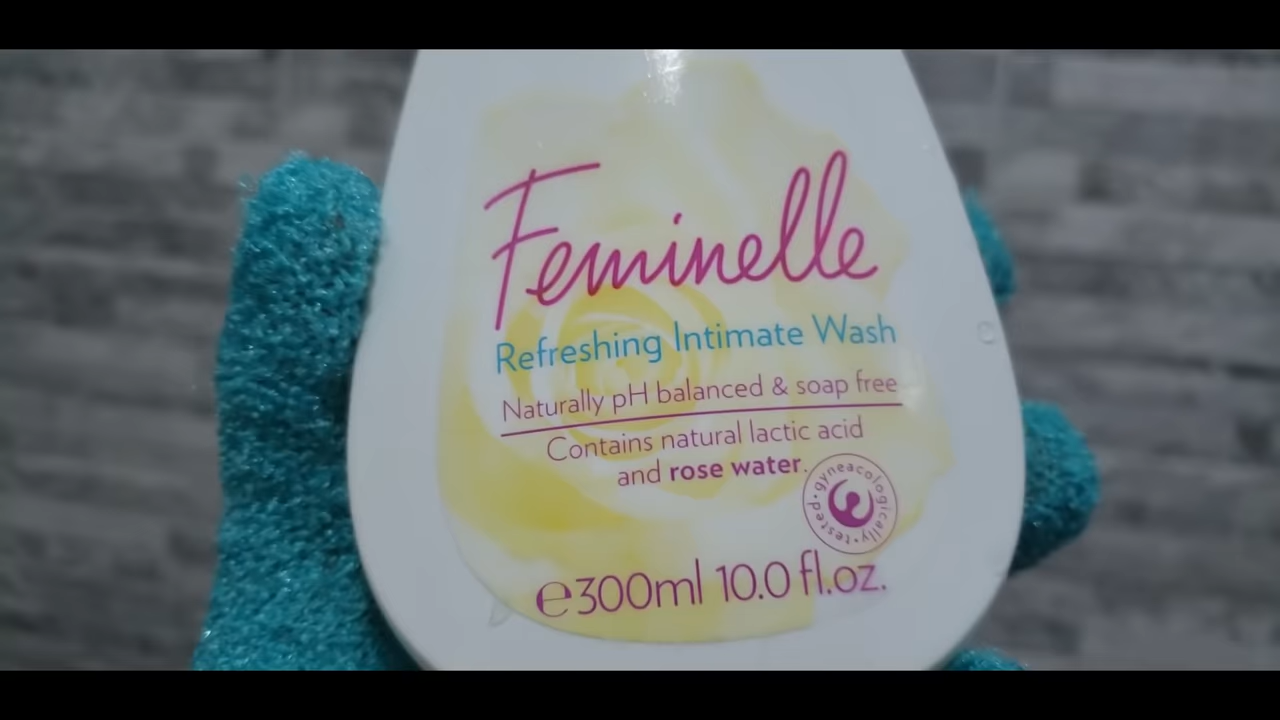 Feminelle
Refreshing Intimate Wash
Naturally pH balanced & soap free
Contains natural lactic acid
and rose water.
gyneacologically • tested •
℮300ml 10.0 fl.oz.